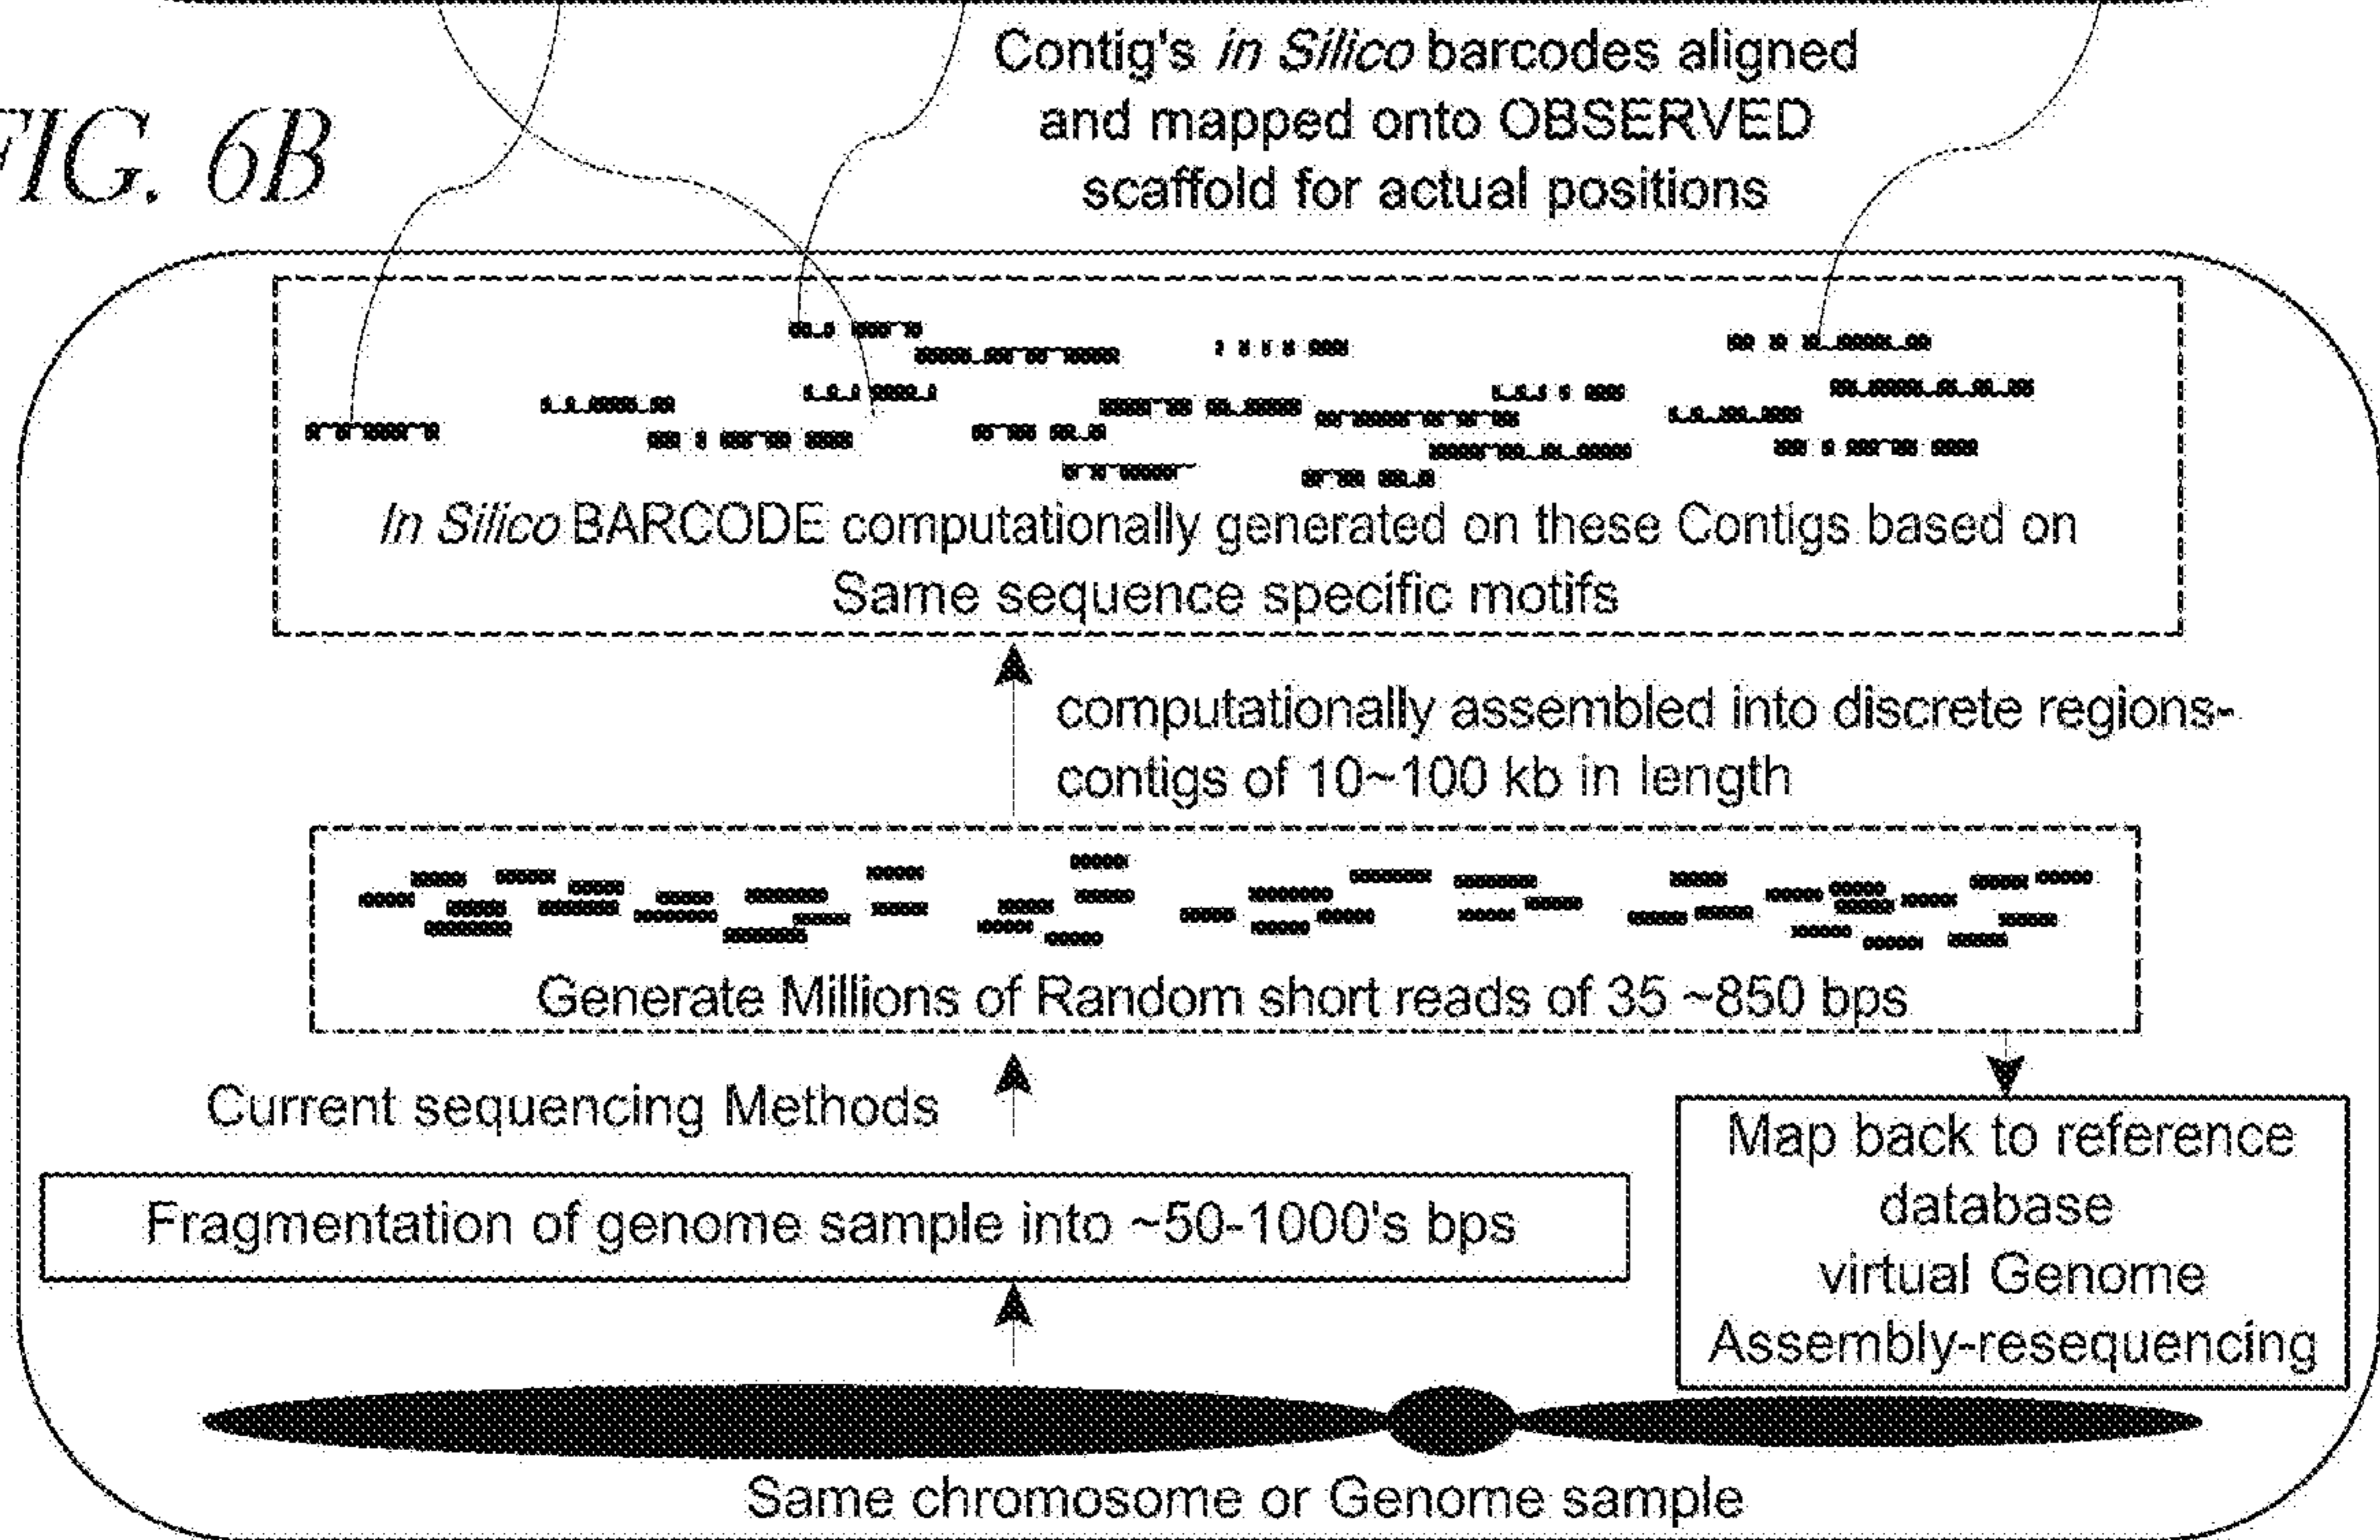 Contig's in Silico barcodes aligned
and mapped onto OBSERVED
scaffold for actual positions
FIG. 6B
In Silico BARCODE computationally generated on these Contigs based on
Same sequence specific motifs
computationally assembled into discrete regions-
contigs of 10~100 kb in length
Generate Millions of Random short reads of 35 ~850 bps
Current sequencing Methods
Fragmentation of genome sample into ~50-1000's bps
Map back to reference
database
virtual Genome
Assembly-resequencing
Same chromosome or Genome sample